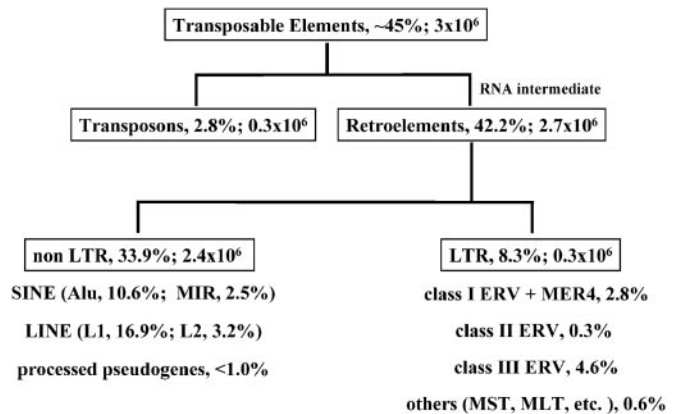 Transposable Elements, ~45%; 3x10⁶
RNA intermediate
Transposons, 2.8%; 0.3x10⁶
Retroelements, 42.2%; 2.7x10⁶
non LTR, 33.9%; 2.4x10⁶
SINE (Alu, 10.6%; MIR, 2.5%)
LINE (L1, 16.9%; L2, 3.2%)
processed pseudogenes, <1.0%
LTR, 8.3%; 0.3x10⁶
class I ERV + MER4, 2.8%
class II ERV, 0.3%
class III ERV, 4.6%
others (MST, MLT, etc. ), 0.6%